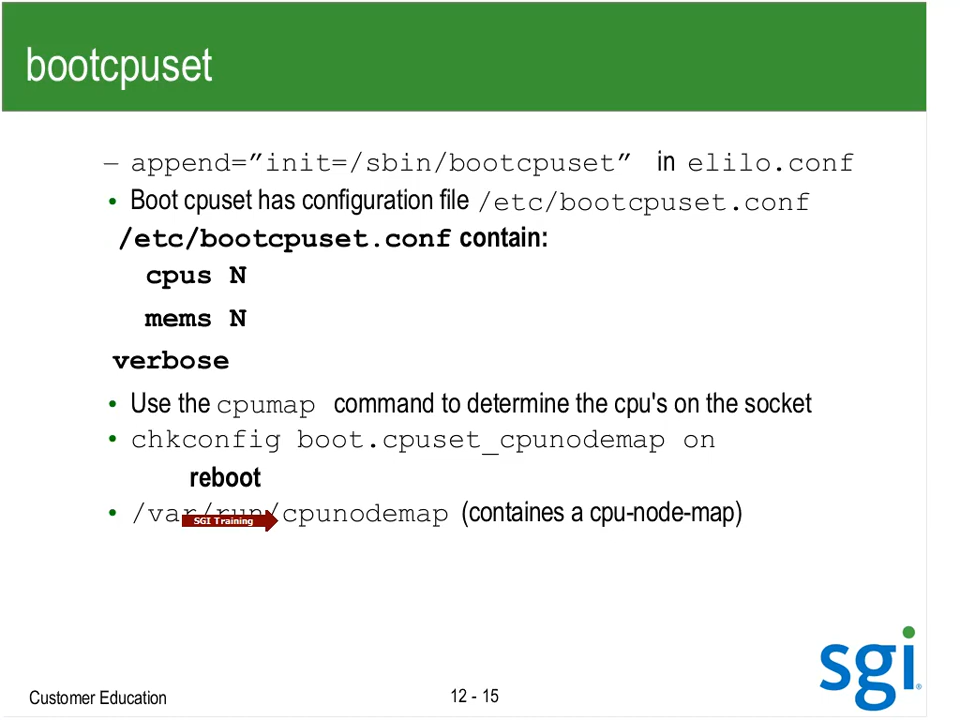 bootcpuset
– append=”init=/sbin/bootcpuset” in elilo.conf
• Boot cpuset has configuration file /etc/bootcpuset.conf
/etc/bootcpuset.conf contain:
cpus N
mems N
verbose
• Use the cpumap command to determine the cpu's on the socket
• chkconfig boot.cpuset_cpunodemap on
reboot
• /var/run/cpunodemap (containes a cpu-node-map)
SGI Training
sgi®
Customer Education
12 - 15